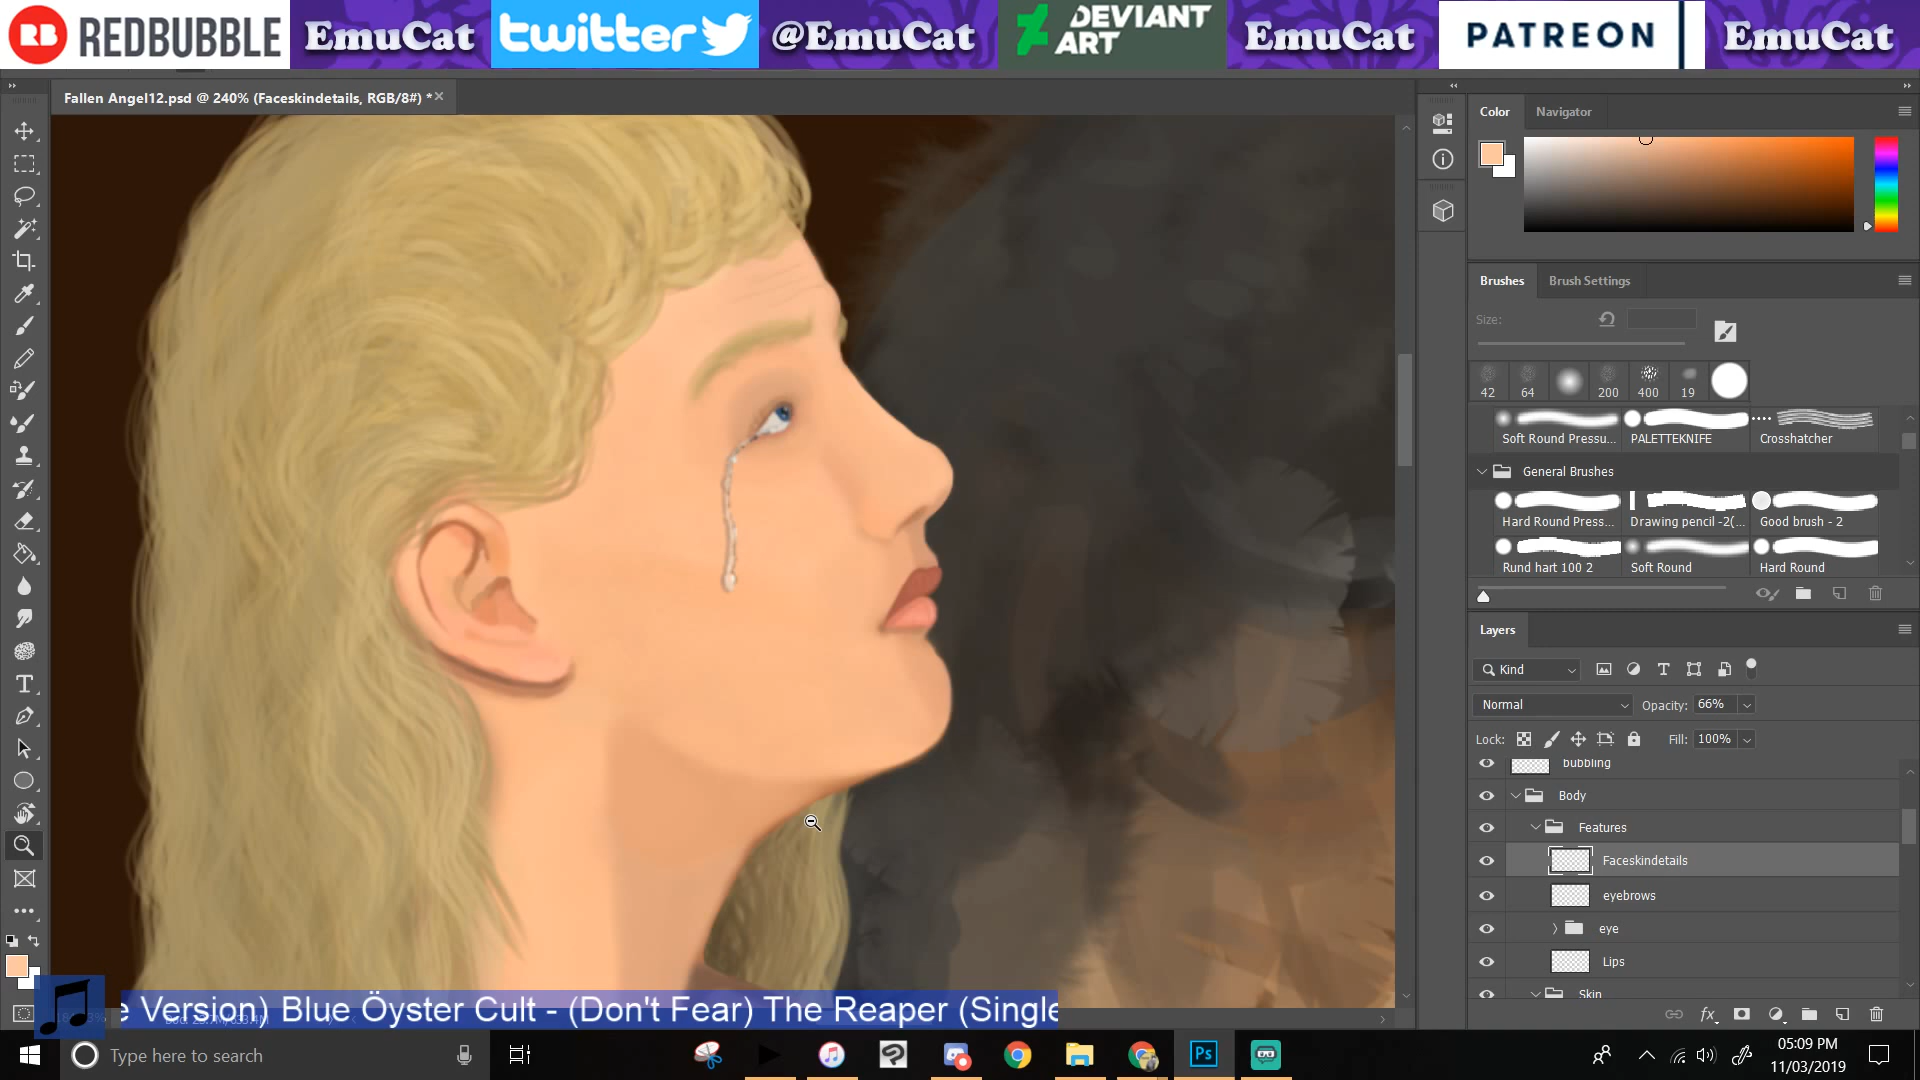 RB REDBUBBLE EmuCat twitter @EmuCat DEVIANT ART EmuCat PATREON EmuCat
Fallen Angel12.psd @ 240% (Faceskindetails, RGB/8#) *
Color Navigator
Brushes Brush Settings
Size:
42 64 200 400 19
Soft Round Pressu... PALETTEKNIFE Crosshatcher
General Brushes
Hard Round Press... Drawing pencil -2(... Good brush - 2
Rund hart 100 2 Soft Round Hard Round
Layers
Kind
Normal Opacity: 66%
Lock: Fill: 100%
bubbling
Body
Features
Faceskindetails
eyebrows
eye
Lips
Skin
e Version) Blue Öyster Cult - (Don't Fear) The Reaper (Single
Type here to search
Ps
05:09 PM
11/03/2019